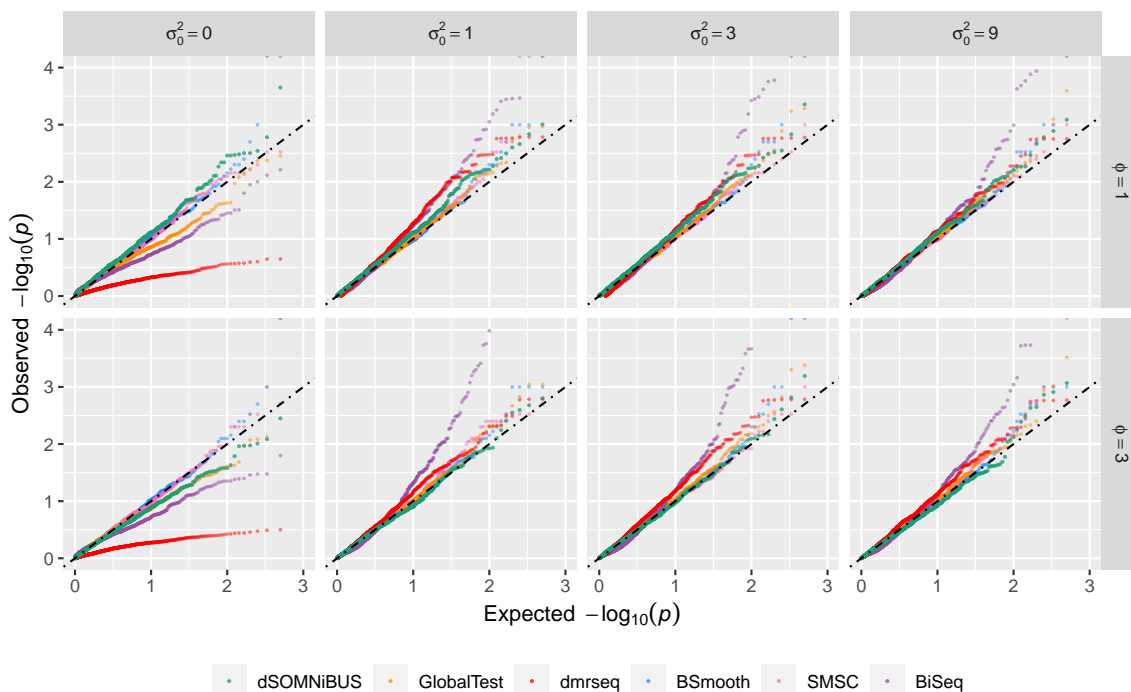 σ₀² = 0 σ₀² = 1 σ₀² = 3 σ₀² = 9
4
3
2
1
0
ϕ = 1
4
3
2
1
0
ϕ = 3
Observed −log₁₀(p)
0 1 2 3 0 1 2 3 0 1 2 3 0 1 2 3
Expected −log₁₀(p)
dSOMNiBUS GlobalTest dmrseq BSmooth SMSC BiSeq